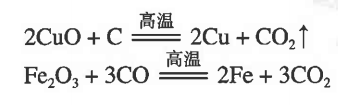 2CuO + C ══高温══ 2Cu + CO₂↑
Fe₂O₃ + 3CO ══高温══ 2Fe + 3CO₂